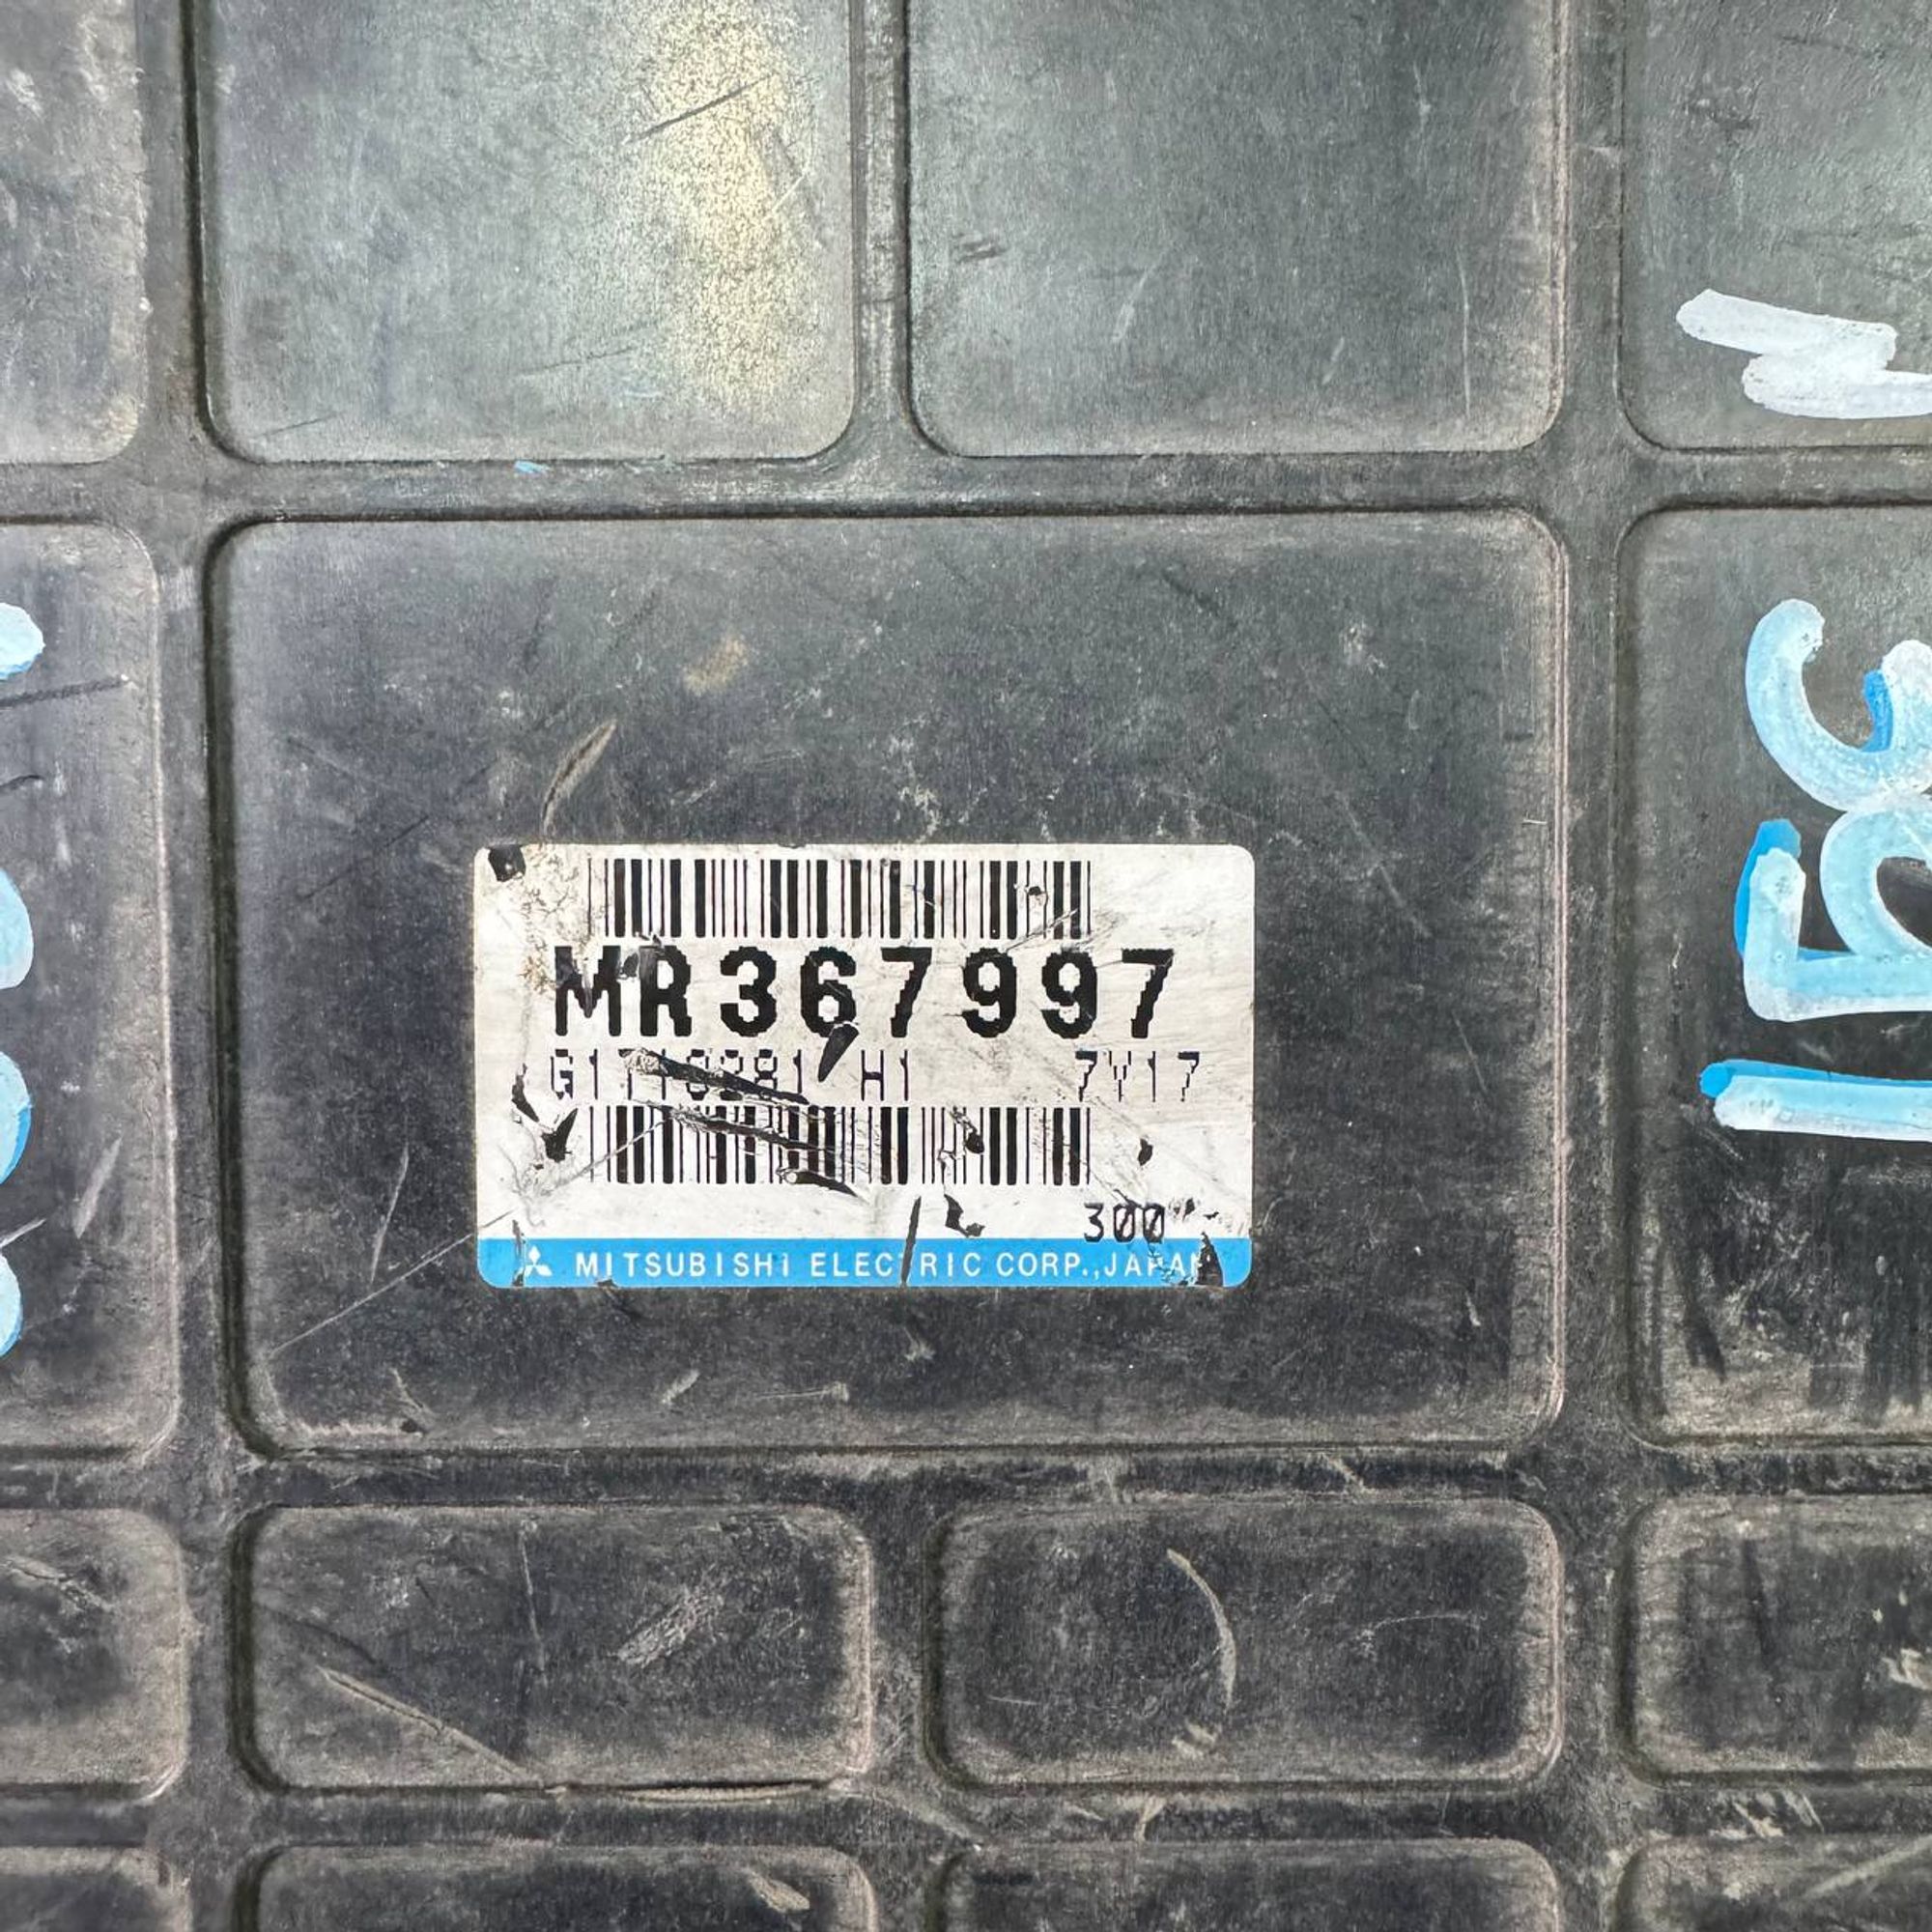 MR367997
H1 7Y17
300
MITSUBISHI ELECTRIC CORP.,JAPAN